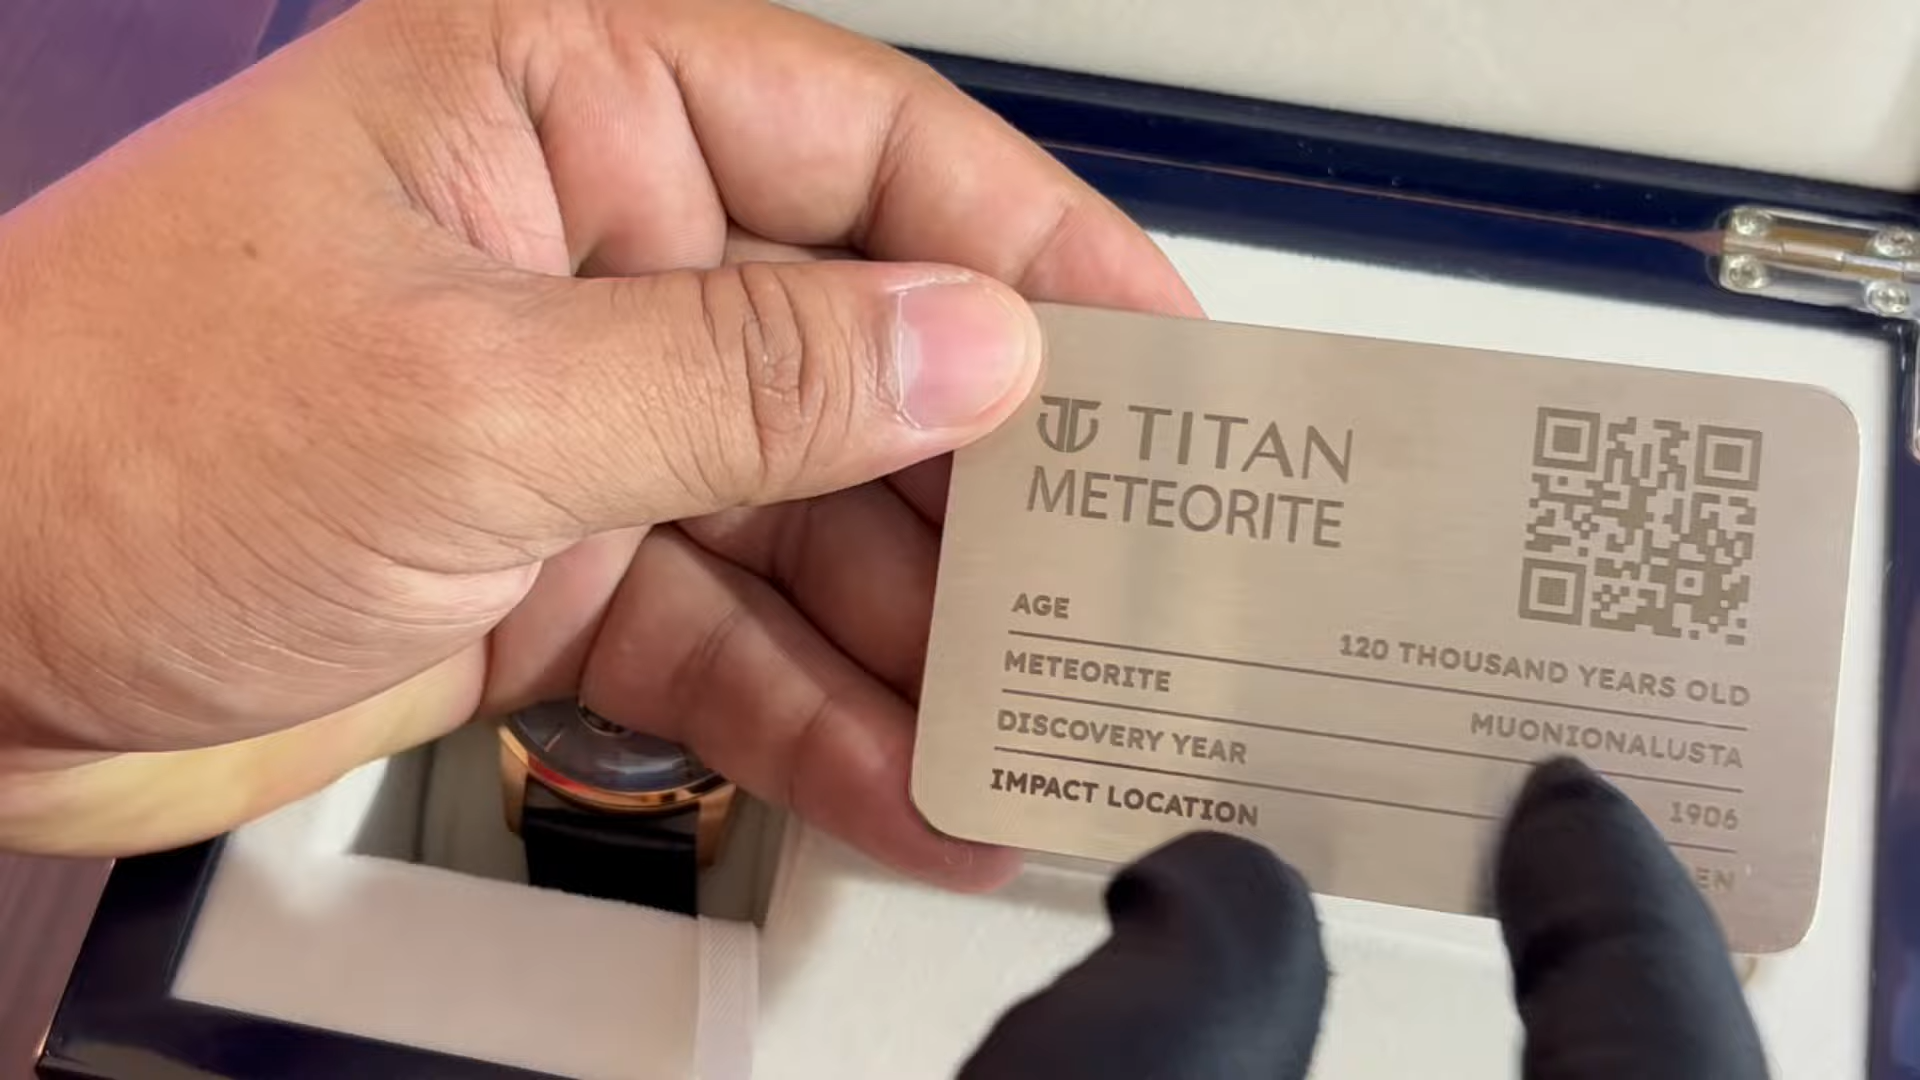 TITAN
METEORITE
AGE
120 THOUSAND YEARS OLD
METEORITE
MUONIONALUSTA
DISCOVERY YEAR
1906
IMPACT LOCATION